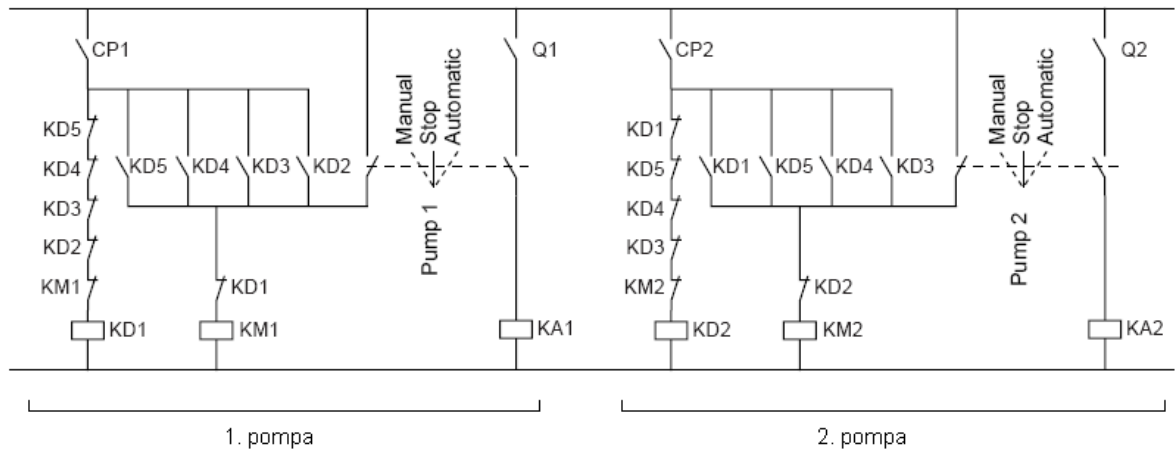 CP1
Q1
CP2
Q2
Manual
Stop
Automatic
Manual
Stop
Automatic
KD5
KD1
KD4
KD5
KD4
KD3
KD2
KD5
KD1
KD5
KD4
KD3
KD3
KD4
KD2
KD3
Pump 1
Pump 2
KM1
KD1
KM2
KD2
KD1
KM1
KA1
KD2
KM2
KA2
1. pompa
2. pompa